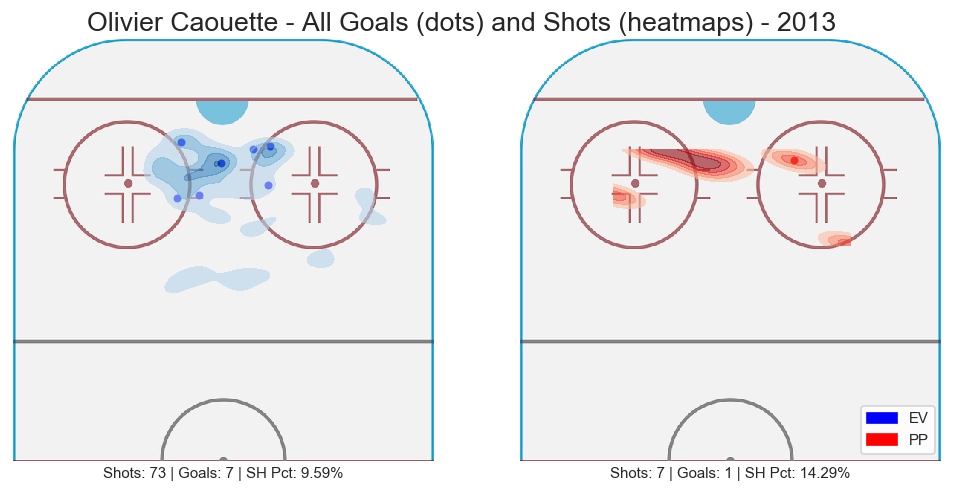 Olivier Caouette - All Goals (dots) and Shots (heatmaps) - 2013
EV
PP
Shots: 73 | Goals: 7 | SH Pct: 9.59%
Shots: 7 | Goals: 1 | SH Pct: 14.29%